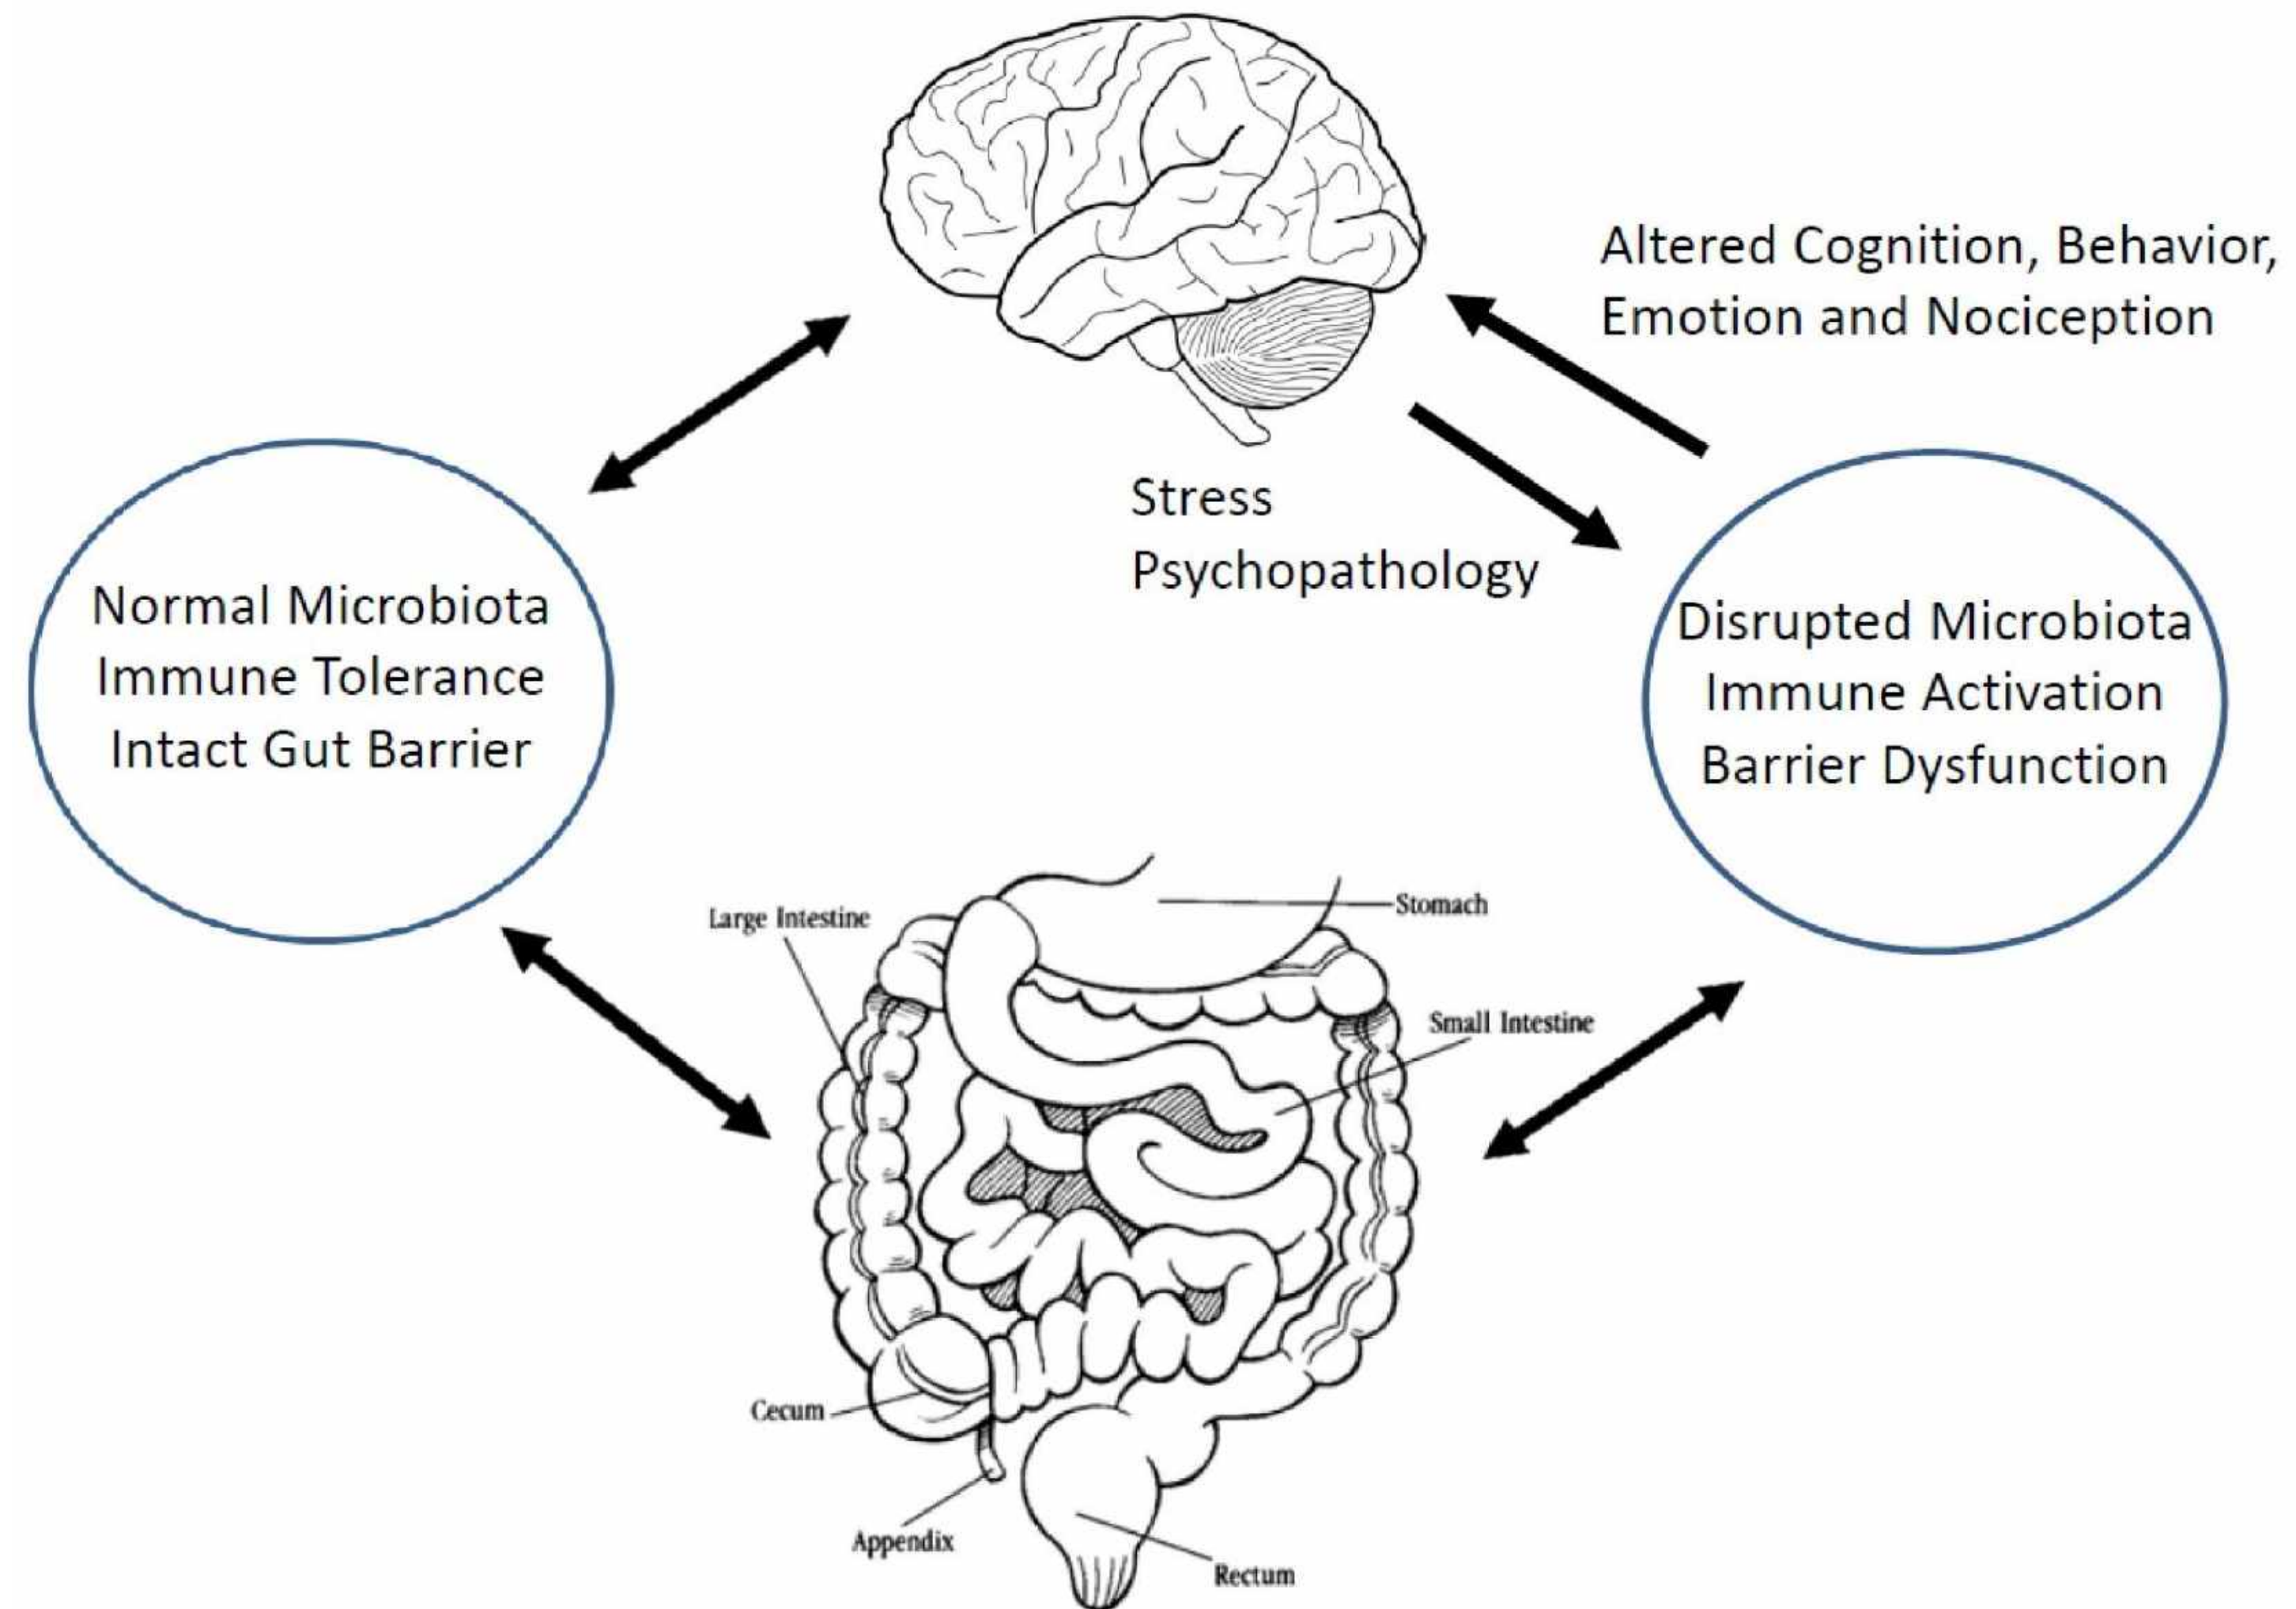 Altered Cognition, Behavior,
Emotion and Nociception
Stress
Psychopathology
Normal Microbiota
Immune Tolerance
Intact Gut Barrier
Disrupted Microbiota
Immune Activation
Barrier Dysfunction
Large Intestine
Stomach
Small Intestine
Cecum
Appendix
Rectum